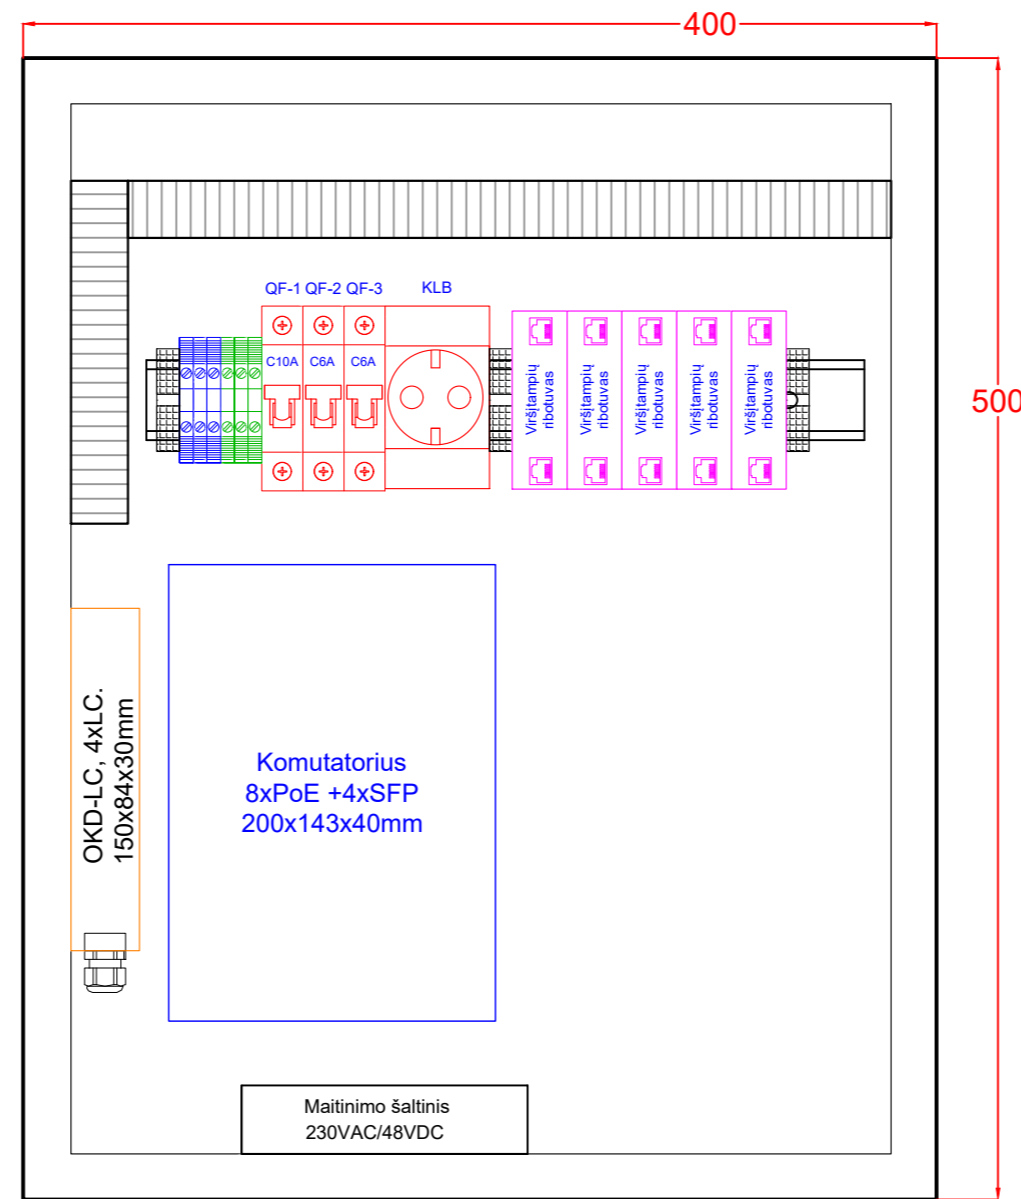 400
500
QF-1 QF-2 QF-3 KLB
C10A C6A C6A
Viršįtampių
ribotuvas
Viršįtampių
ribotuvas
Viršįtampių
ribotuvas
Viršįtampių
ribotuvas
Viršįtampių
ribotuvas
OKD-LC, 4xLC.
150x84x30mm
Komutatorius
8xPoE +4xSFP
200x143x40mm
Maitinimo šaltinis
230VAC/48VDC